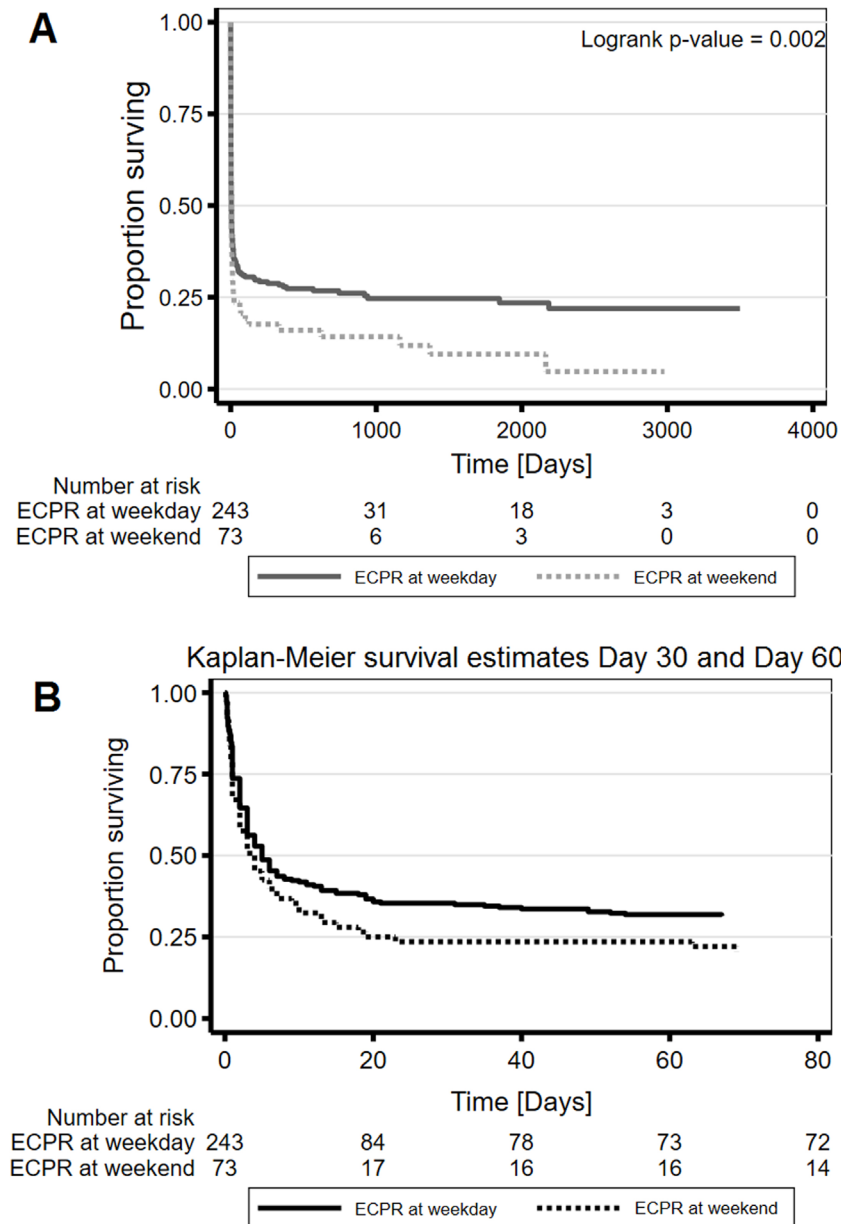 A
Logrank p-value = 0.002
Proportion surving
1.00
0.75
0.50
0.25
0.00
0 1000 2000 3000 4000
Time [Days]
Number at risk
ECPR at weekday 243 31 18 3 0
ECPR at weekend 73 6 3 0 0
ECPR at weekday ECPR at weekend
Kaplan-Meier survival estimates Day 30 and Day 60
B
Proportion surviving
1.00
0.75
0.50
0.25
0.00
0 20 40 60 80
Time [Days]
Number at risk
ECPR at weekday 243 84 78 73 72
ECPR at weekend 73 17 16 16 14
ECPR at weekday ECPR at weekend